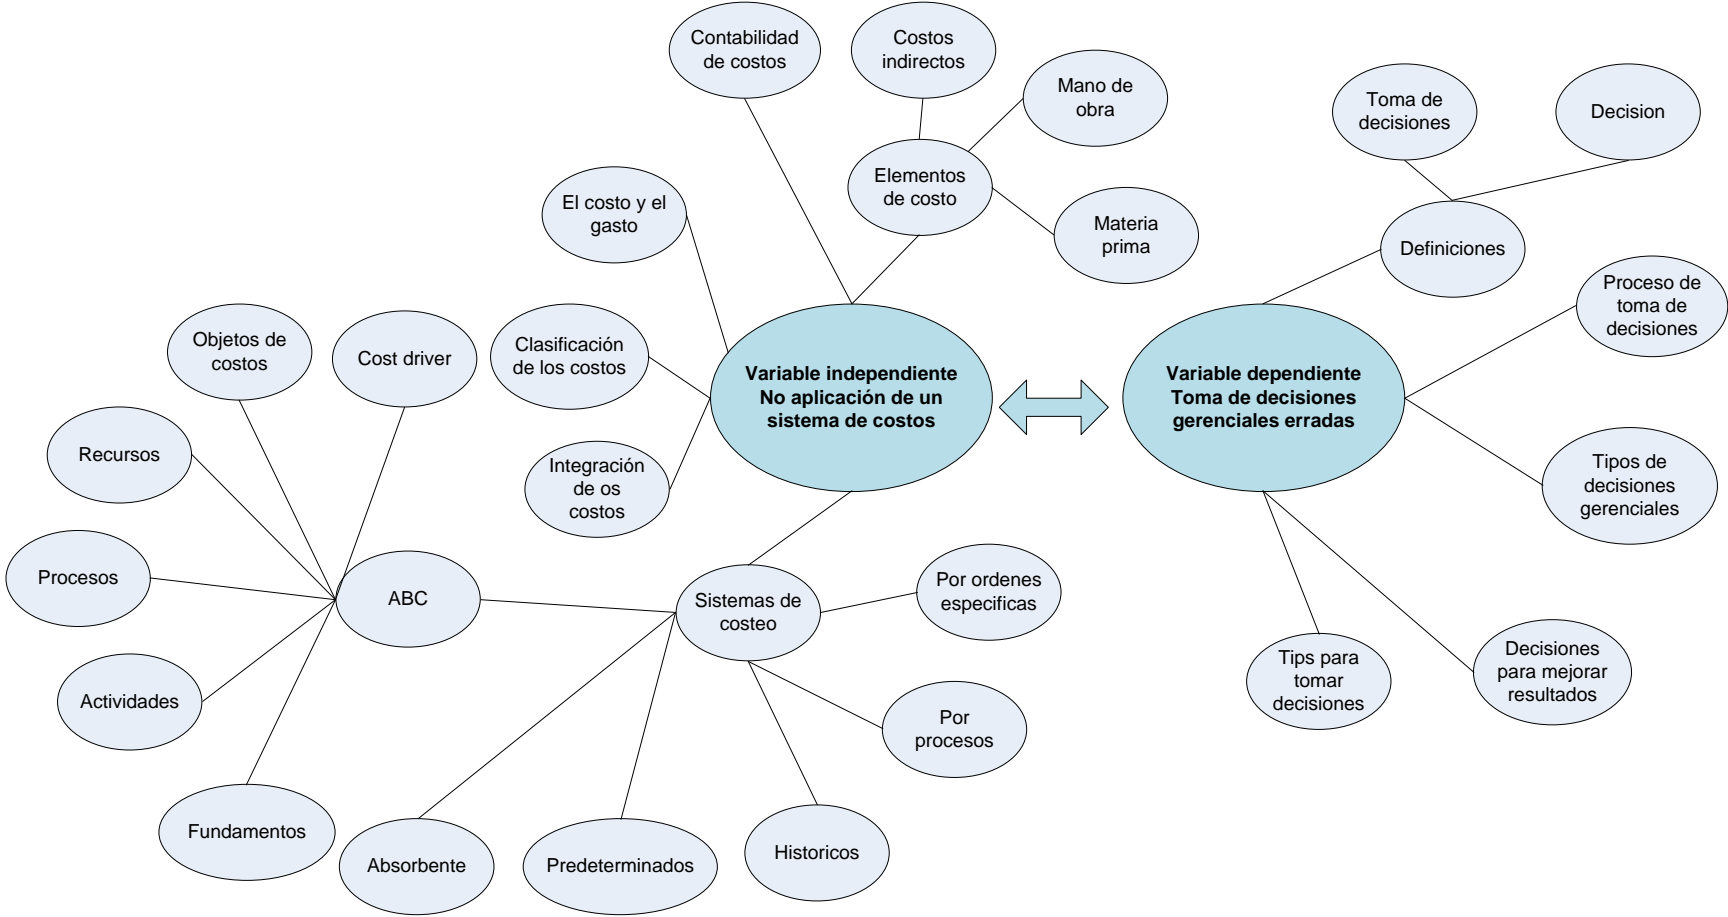 Contabilidad
de costos
Costos
indirectos
Mano de
obra
Toma de
decisiones
Decision
Elementos
de costo
El costo y el
gasto
Materia
prima
Definiciones
Proceso de
toma de
decisiones
Objetos de
costos
Cost driver
Clasificación
de los costos
Variable independiente
No aplicación de un
sistema de costos
Variable dependiente
Toma de decisiones
gerenciales erradas
Recursos
Integración
de os
costos
Tipos de
decisiones
gerenciales
Procesos
ABC
Sistemas de
costeo
Por ordenes
especificas
Actividades
Tips para
tomar
decisiones
Decisiones
para mejorar
resultados
Por
procesos
Fundamentos
Absorbente
Predeterminados
Historicos